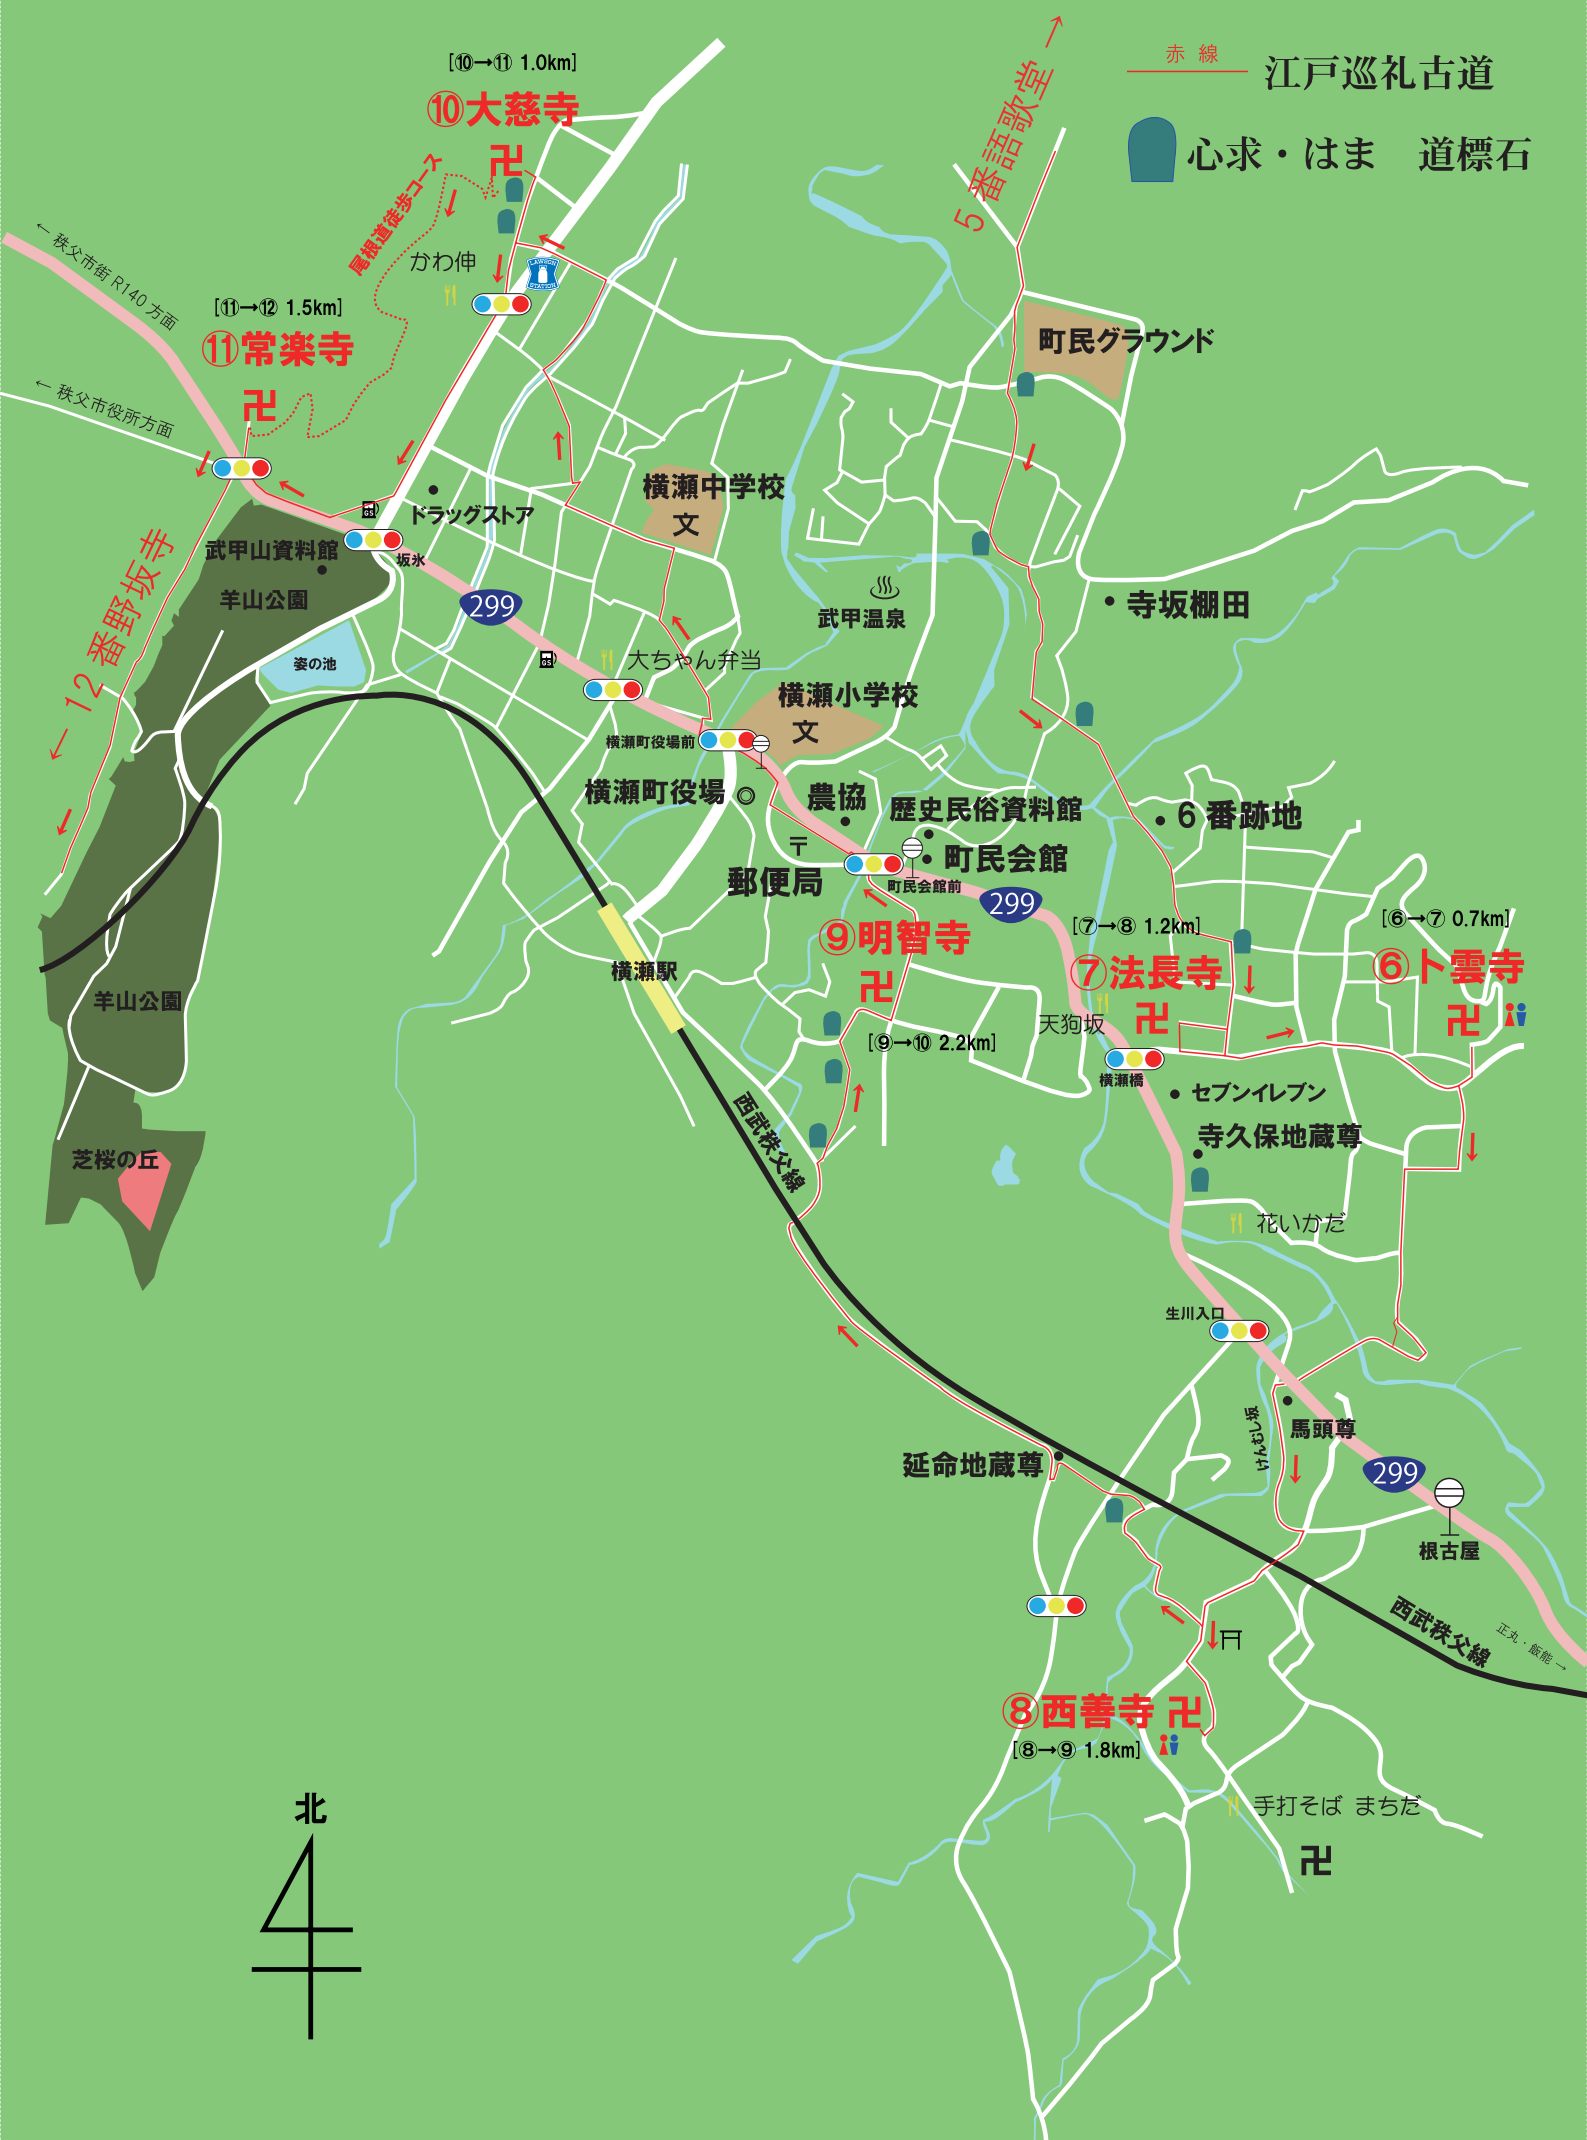 赤 線 江戸巡礼古道
心求・はま 道標石
5番語歌堂 →
[⑩→⑪ 1.0km]
⑩大慈寺
卍
尾根道徒歩コース
かわ伸
LAWSON
STATION
← 秩父市街 R140 方面
[⑪→⑫ 1.5km]
⑪常楽寺
卍
← 秩父市役所方面
町民グラウンド
横瀬中学校
文
GS
ドラッグストア
坂氷
武甲山資料館
羊山公園
姿の池
← 12番野坂寺
299
GS
大ちゃん弁当
武甲温泉
寺坂棚田
横瀬小学校
文
横瀬町役場前
横瀬町役場
農協
歴史民俗資料館
町民会館
6番跡地
〒
郵便局
町民会館前
299
[⑥→⑦ 0.7km]
⑥卜雲寺
卍
[⑦→⑧ 1.2km]
⑦法長寺
卍
天狗坂
⑨明智寺
卍
[⑨→⑩ 2.2km]
横瀬駅
羊山公園
横瀬橋
セブンイレブン
寺久保地蔵尊
西武秩父線
芝桜の丘
花いかだ
生川入口
けんむし坂
馬頭尊
299
延命地蔵尊
根古屋
西武秩父線
正丸・飯能 →
⑧西善寺 卍
[⑧→⑨ 1.8km]
手打そば まちだ
卍
北